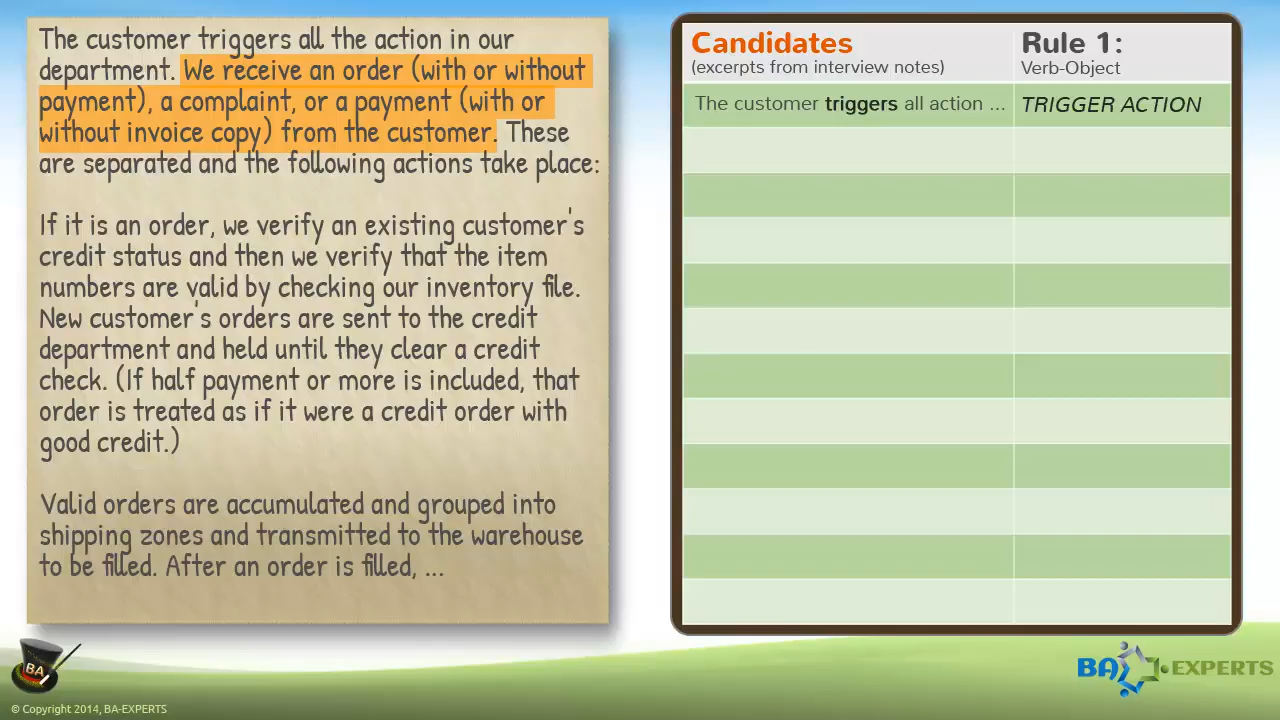 The customer triggers all the action in our
department. We receive an order (with or without
payment), a complaint, or a payment (with or
without invoice copy) from the customer. These
are separated and the following actions take place:
If it is an order, we verify an existing customer's
credit status and then we verify that the item
numbers are valid by checking our inventory file.
New customer's orders are sent to the credit
department and held until they clear a credit
check. (If half payment or more is included, that
order is treated as if it were a credit order with
good credit.)
Valid orders are accumulated and grouped into
shipping zones and transmitted to the warehouse
to be filled. After an order is filled, ...
Candidates
(excerpts from interview notes)
Rule 1:
Verb-Object
The customer triggers all action ...
TRIGGER ACTION
BA
© Copyright 2014, BA-EXPERTS
BA EXPERTS